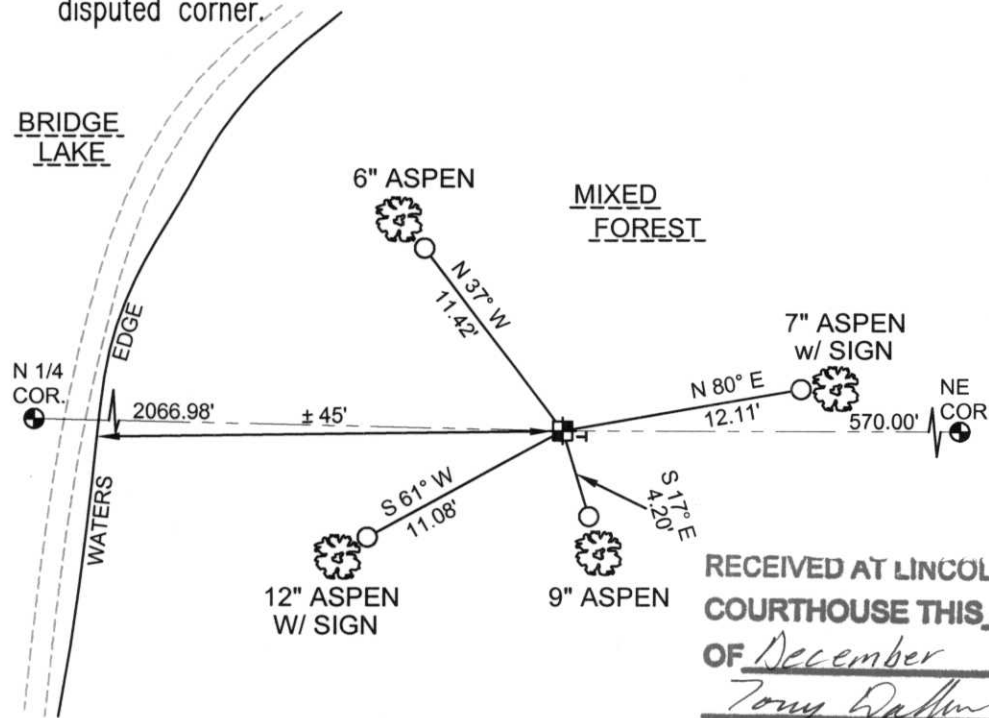 disputed corner.
BRIDGE
LAKE
6" ASPEN
MIXED
FOREST
EDGE
N 37° W
11.42'
7" ASPEN
w/ SIGN
N 1/4
COR.
2066.98'
± 45'
N 80° E
12.11'
570.00'
NE
COR
T
WATERS
S 61° W
11.08'
S 17° E
4.20'
12" ASPEN
W/ SIGN
9" ASPEN
RECEIVED AT LINCOL
COURTHOUSE THIS
OF December
Tony